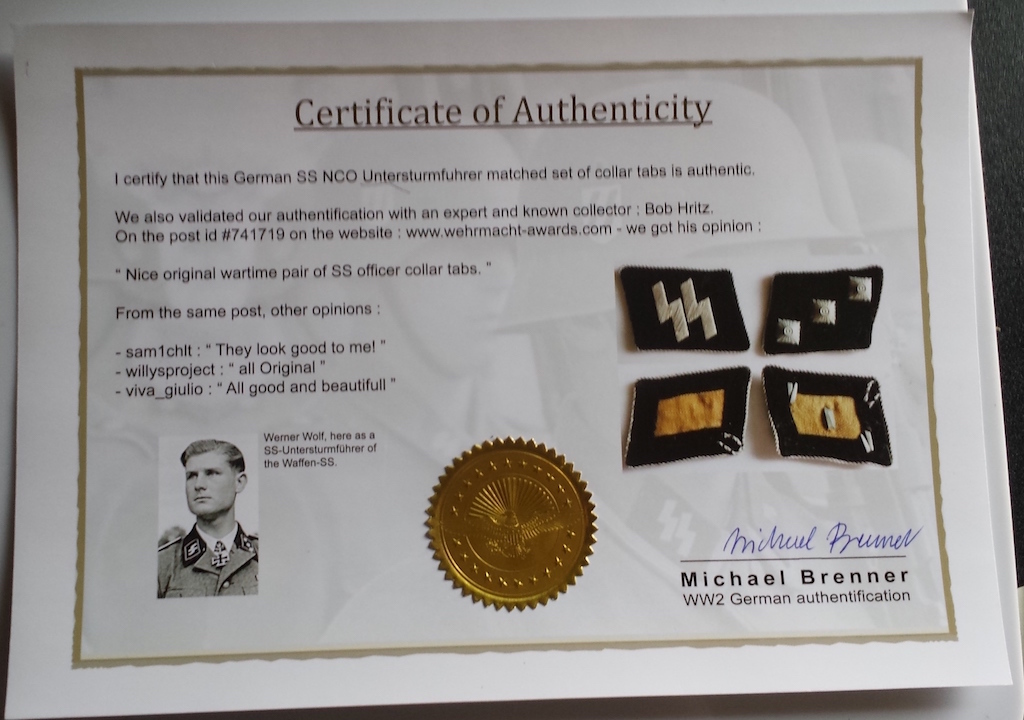 Certificate of Authenticity
I certify that this German SS NCO Untersturmfuhrer matched set of collar tabs is authentic.
We also validated our authentification with an expert and known collector : Bob Hritz.
On the post id #741719 on the website : www.wehrmacht-awards.com - we got his opinion :
“ Nice original wartime pair of SS officer collar tabs. ”
From the same post, other opinions :
- sam1chlt : “ They look good to me! ”
- willysproject : “ all Original ”
- viva_giulio : “ All good and beautifull ”
Werner Wolf, here as a
SS-Untersturmführer of
the Waffen-SS.
Michael Brenner
Michael Brenner
WW2 German authentification